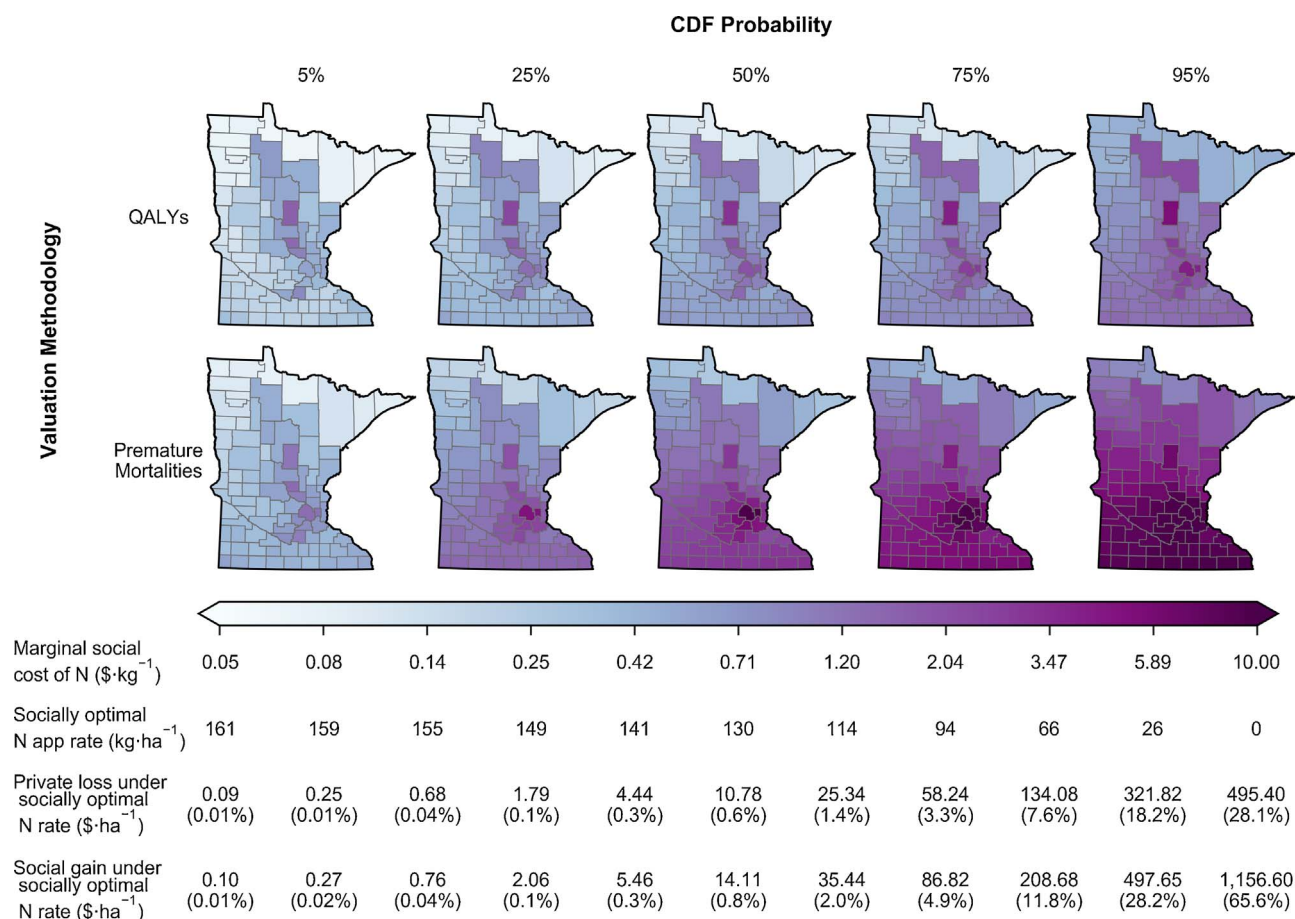 CDF Probability
5% 25% 50% 75% 95%
Valuation Methodology
QALYs
Premature
Mortalities
Marginal social
cost of N ($·kg⁻¹)
0.05 0.08 0.14 0.25 0.42 0.71 1.20 2.04 3.47 5.89 10.00
Socially optimal
N app rate (kg·ha⁻¹)
161 159 155 149 141 130 114 94 66 26 0
Private loss under
socially optimal
N rate ($·ha⁻¹)
0.09 0.25 0.68 1.79 4.44 10.78 25.34 58.24 134.08 321.82 495.40
(0.01%) (0.01%) (0.04%) (0.1%) (0.3%) (0.6%) (1.4%) (3.3%) (7.6%) (18.2%) (28.1%)
Social gain under
socially optimal
N rate ($·ha⁻¹)
0.10 0.27 0.76 2.06 5.46 14.11 35.44 86.82 208.68 497.65 1,156.60
(0.01%) (0.02%) (0.04%) (0.1%) (0.3%) (0.8%) (2.0%) (4.9%) (11.8%) (28.2%) (65.6%)